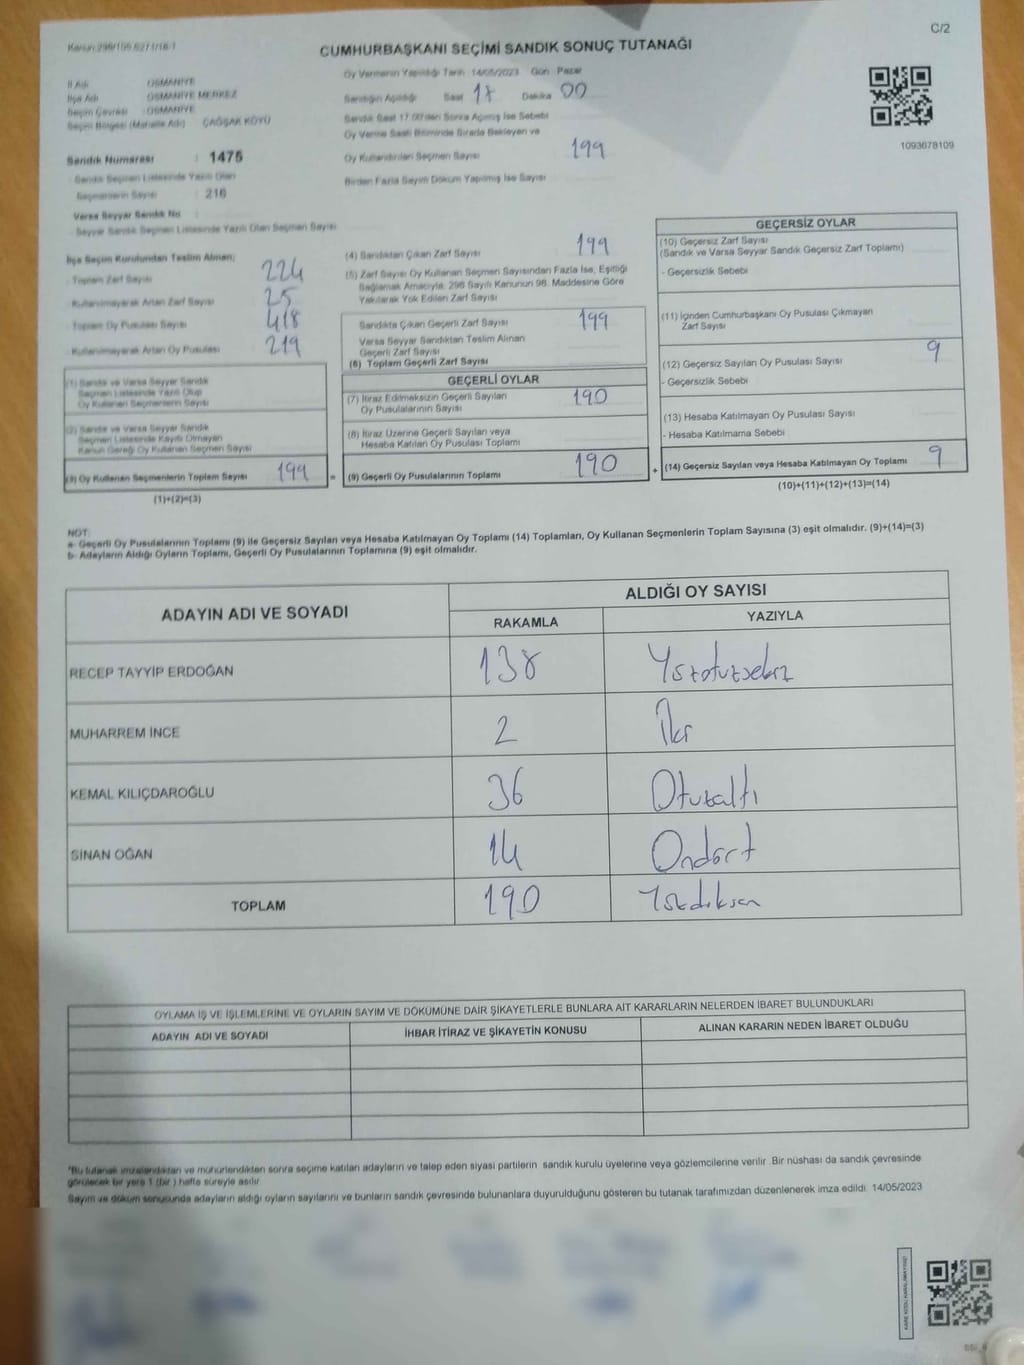 C/2
CUMHURBAŞKANI SEÇİMİ SANDIK SONUÇ TUTANAĞI
İl Adı OSMANİYE
İlçe Adı OSMANİYE MERKEZ
Seçim Çevresi : OSMANİYE
Seçim Bölgesi (Mahalle Adı) ÇAĞŞAK KÖYÜ
Sandık Numarası : 1475
Sandık Seçmen Listesinde Yazılı Olan
Seçmenlerin Sayısı : 216
Varsa Seyyar Sandık No
Seyyar Sandık Seçmen Listesinde Yazılı Olan Seçmen Sayısı
Oy Vermenin Yapıldığı Tarih 14/05/2023 Gün Pazar
Sandığın Açıldığı Saat 17 Dakika 00
Sandık Saat 17.00'den Sonra Açılmış İse Sebebi
Oy Verme Saati Bitiminde Sırada Bekleyen ve
Oy Kullandırılan Seçmen Sayısı 199
Birden Fazla Sayım Döküm Yapılmış İse Sayısı
1093678109
İlçe Seçim Kurulundan Teslim Alınan;
Toplam Zarf Sayısı 224
Kullanılmayarak Artan Zarf Sayısı 25
Toplam Oy Pusulası Sayısı 418
Kullanılmayarak Artan Oy Pusulası 219
(1) Sandık ve Varsa Seyyar Sandık
Seçmen Listesinde Yazılı Olup
Oy Kullanan Seçmenlerin Sayısı
(2) Sandık ve Varsa Seyyar Sandık
Seçmen Listesinde Kayıtlı Olmayan
Kanun Gereği Oy Kullanan Seçmen Sayısı
(3) Oy Kullanan Seçmenlerin Toplam Sayısı 199 =
(1)+(2)=(3)
(4) Sandıktan Çıkan Zarf Sayısı 199
(5) Zarf Sayısı Oy Kullanan Seçmen Sayısından Fazla İse, Eşitliği
Sağlamak Amacıyla, 298 Sayılı Kanunun 98. Maddesine Göre
Yakılarak Yok Edilen Zarf Sayısı
Sandıkta Çıkan Geçerli Zarf Sayısı 199
Varsa Seyyar Sandıktan Teslim Alınan
Geçerli Zarf Sayısı
(6) Toplam Geçerli Zarf Sayısı
GEÇERLİ OYLAR
(7) İtiraz Edilmeksizin Geçerli Sayılan
Oy Pusulalarının Sayısı 190
(8) İtiraz Üzerine Geçerli Sayılan veya
Hesaba Katılan Oy Pusulası Toplamı
(9) Geçerli Oy Pusulalarının Toplamı 190 +
GEÇERSİZ OYLAR
(10) Geçersiz Zarf Sayısı
(Sandık ve Varsa Seyyar Sandık Geçersiz Zarf Toplamı)
- Geçersizlik Sebebi
(11) İçinden Cumhurbaşkanı Oy Pusulası Çıkmayan
Zarf Sayısı
(12) Geçersiz Sayılan Oy Pusulası Sayısı 9
- Geçersizlik Sebebi
(13) Hesaba Katılmayan Oy Pusulası Sayısı
- Hesaba Katılmama Sebebi
(14) Geçersiz Sayılan veya Hesaba Katılmayan Oy Toplamı 9
(10)+(11)+(12)+(13)=(14)
NOT:
a- Geçerli Oy Pusulalarının Toplamı (9) ile Geçersiz Sayılan veya Hesaba Katılmayan Oy Toplamı (14) Toplamları, Oy Kullanan Seçmenlerin Toplam Sayısına (3) eşit olmalıdır. (9)+(14)=(3)
b- Adayların Aldığı Oyların Toplamı, Geçerli Oy Pusulalarının Toplamına (9) eşit olmalıdır.
ADAYIN ADI VE SOYADI ALDIĞI OY SAYISI
RAKAMLA YAZIYLA
RECEP TAYYİP ERDOĞAN 138 Yüzotuzsekiz
MUHARREM İNCE 2 İki
KEMAL KILIÇDAROĞLU 36 Otuzaltı
SİNAN OĞAN 14 Ondört
TOPLAM 190 Yüzdoksan
OYLAMA İŞ VE İŞLEMLERİNE VE OYLARIN SAYIM VE DÖKÜMÜNE DAİR ŞİKAYETLERLE BUNLARA AİT KARARLARIN NELERDEN İBARET BULUNDUKLARI
ADAYIN ADI VE SOYADI İHBAR İTİRAZ VE ŞİKAYETİN KONUSU ALINAN KARARIN NEDEN İBARET OLDUĞU
*Bu tutanak imzalandıktan ve mühürlendikten sonra seçime katılan adayların ve talep eden siyasi partilerin sandık kurulu üyelerine veya gözlemcilerine verilir. Bir nüshası da sandık çevresinde
görülecek bir yere 1 (bir) hafta süreyle asılır.
Sayım ve döküm sonucunda adayların aldığı oyların sayılarını ve bunların sandık çevresinde bulunanlara duyurulduğunu gösteren bu tutanak tarafımızdan düzenlenerek imza edildi. 14/05/2023